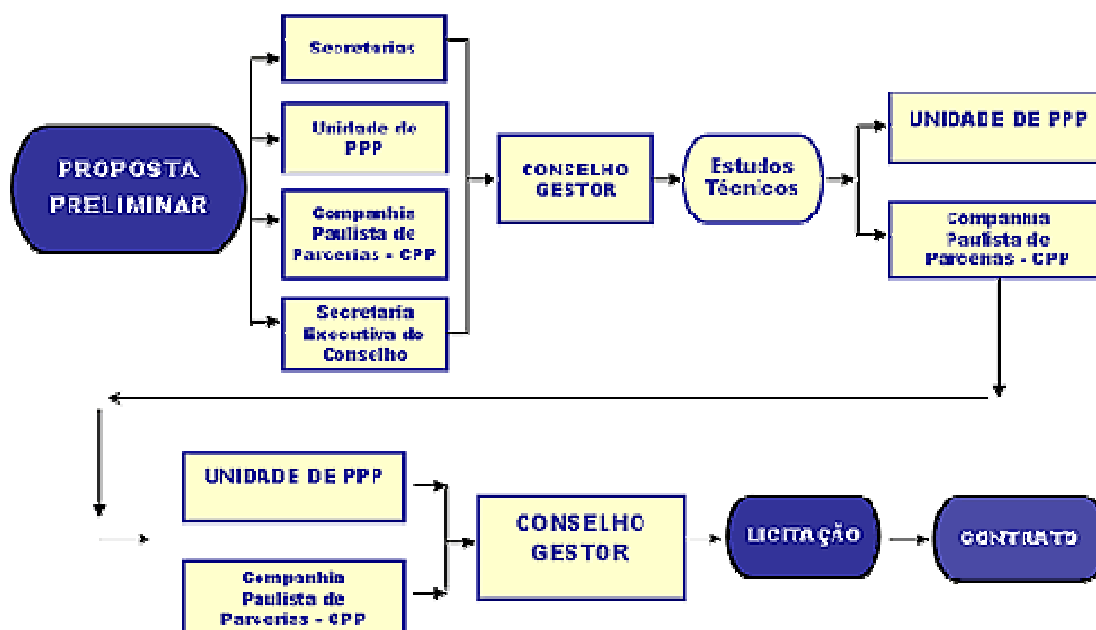 PROPOSTA
PRELIMINAR
Secretarias
Unidade de
PPP
Companhia
Paulista de
Parcerias - CPP
Secretaria
Executiva do
Conselho
CONSELHO
GESTOR
Estudos
Técnicos
UNIDADE DE PPP
Companhia
Paulista de
Parcerias - CPP
UNIDADE DE PPP
Companhia
Paulista de
Parcerias - CPP
CONSELHO
GESTOR
LICITAÇÃO
CONTRATO